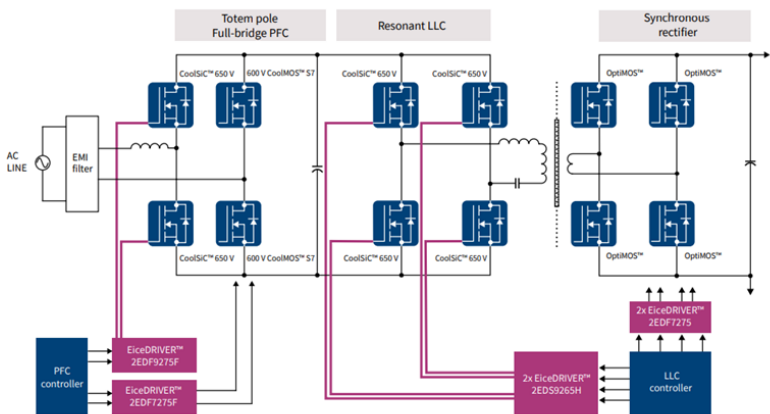 Totem pole
Full-bridge PFC
Resonant LLC
Synchronous
rectifier
CoolSiC™ 650 V
600 V CoolMOS™ S7
CoolSiC™ 650 V
CoolSiC™ 650 V
OptiMOS™
OptiMOS™
AC
LINE
EMI
filter
CoolSiC™ 650 V
600 V CoolMOS™ S7
CoolSiC™ 650 V
CoolSiC™ 650 V
OptiMOS™
OptiMOS™
2x EiceDRIVER™
2EDF7275
PFC
controller
EiceDRIVER™
2EDF9275F
EiceDRIVER™
2EDF7275F
2x EiceDRIVER™
2EDS9265H
LLC
controller